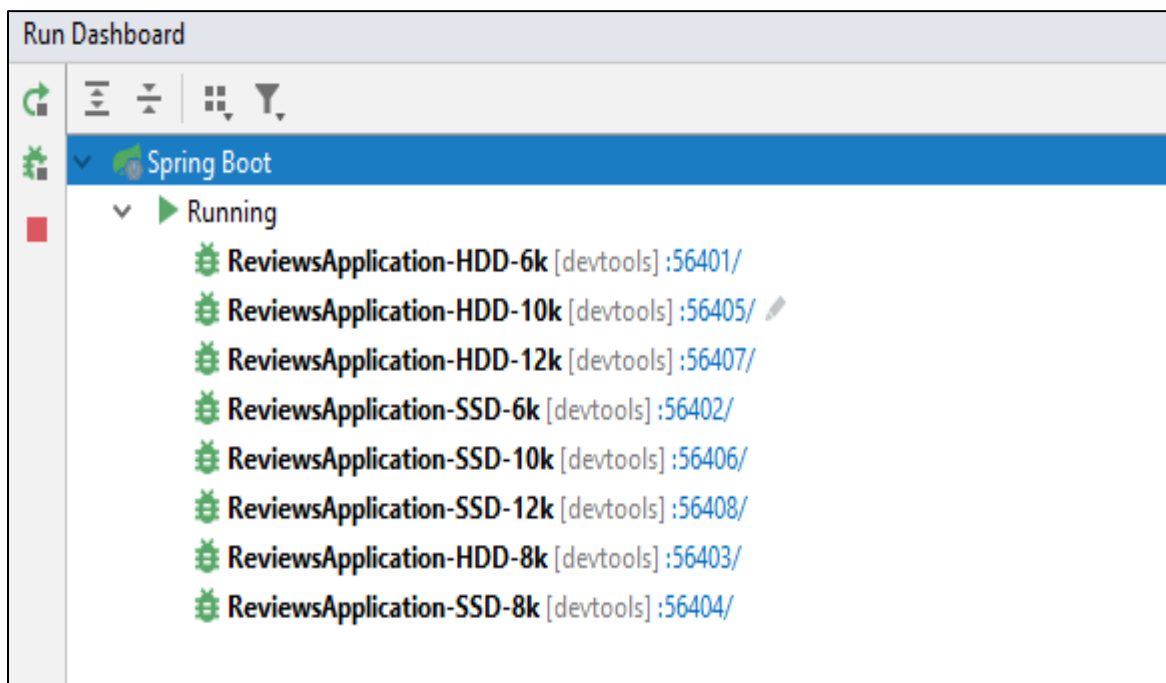 Run Dashboard
Spring Boot
Running
ReviewsApplication-HDD-6k [devtools] :56401/
ReviewsApplication-HDD-10k [devtools] :56405/
ReviewsApplication-HDD-12k [devtools] :56407/
ReviewsApplication-SSD-6k [devtools] :56402/
ReviewsApplication-SSD-10k [devtools] :56406/
ReviewsApplication-SSD-12k [devtools] :56408/
ReviewsApplication-HDD-8k [devtools] :56403/
ReviewsApplication-SSD-8k [devtools] :56404/